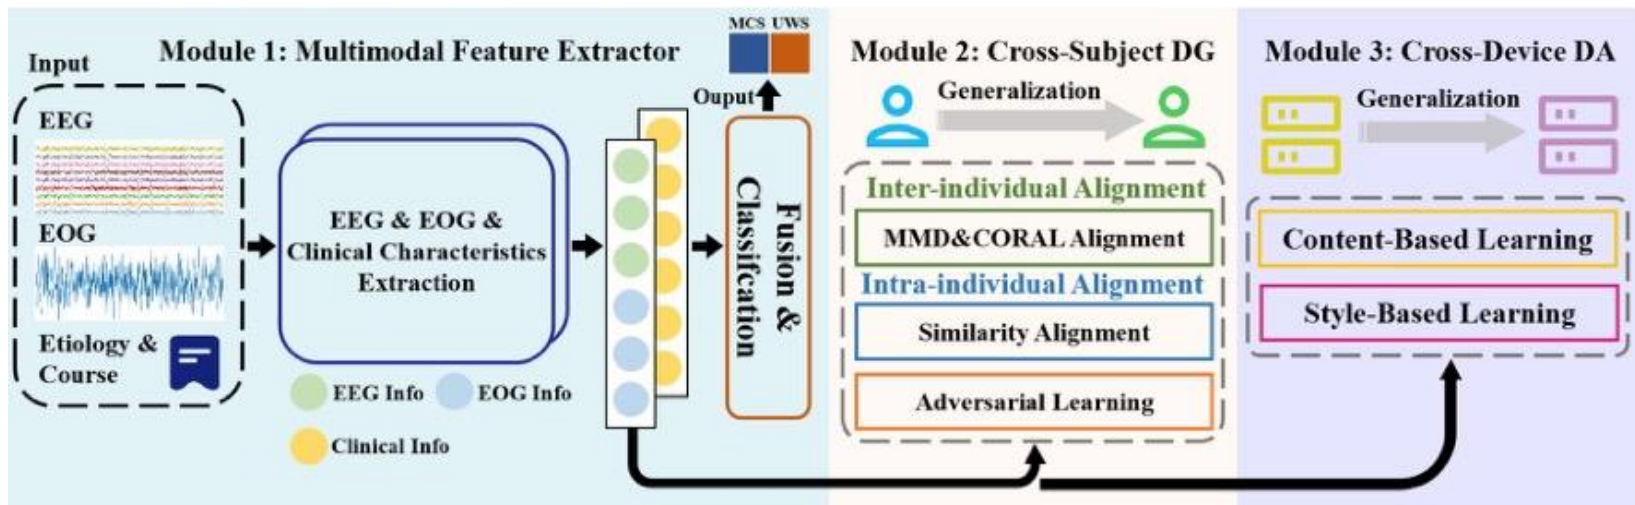 Module 1: Multimodal Feature Extractor
Input
EEG
EOG
Etiology &
Course
EEG & EOG &
Clinical Characteristics
Extraction
EEG Info
EOG Info
Clinical Info
MCS UWS
Ouput
Fusion &
Classifcation
Module 2: Cross-Subject DG
Generalization
Inter-individual Alignment
MMD&CORAL Alignment
Intra-individual Alignment
Similarity Alignment
Adversarial Learning
Module 3: Cross-Device DA
Generalization
Content-Based Learning
Style-Based Learning